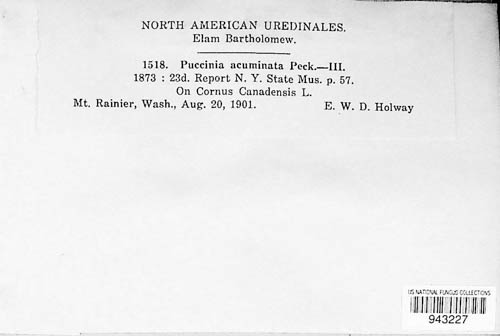 NORTH AMERICAN UREDINALES.
Elam Bartholomew.
1518. Puccinia acuminata Peck.—III.
1873 : 23d. Report N. Y. State Mus. p. 57.
On Cornus Canadensis L.
Mt. Rainier, Wash., Aug. 20, 1901. E. W. D. Holway
US NATIONAL FUNGUS COLLECTIONS
943227